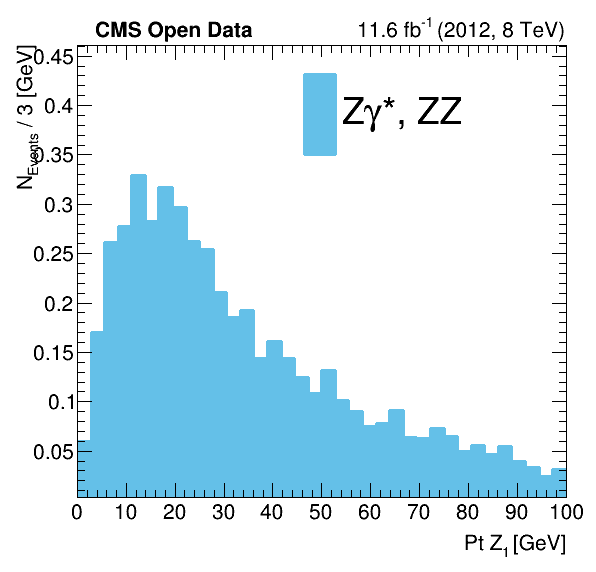 CMS Open Data 11.6 fb⁻¹ (2012, 8 TeV)
N_Events / 3 [GeV]
0.45
0.4
0.35
0.3
0.25
0.2
0.15
0.1
0.05
Zγ*, ZZ
0 10 20 30 40 50 60 70 80 90 100
Pt Z₁ [GeV]